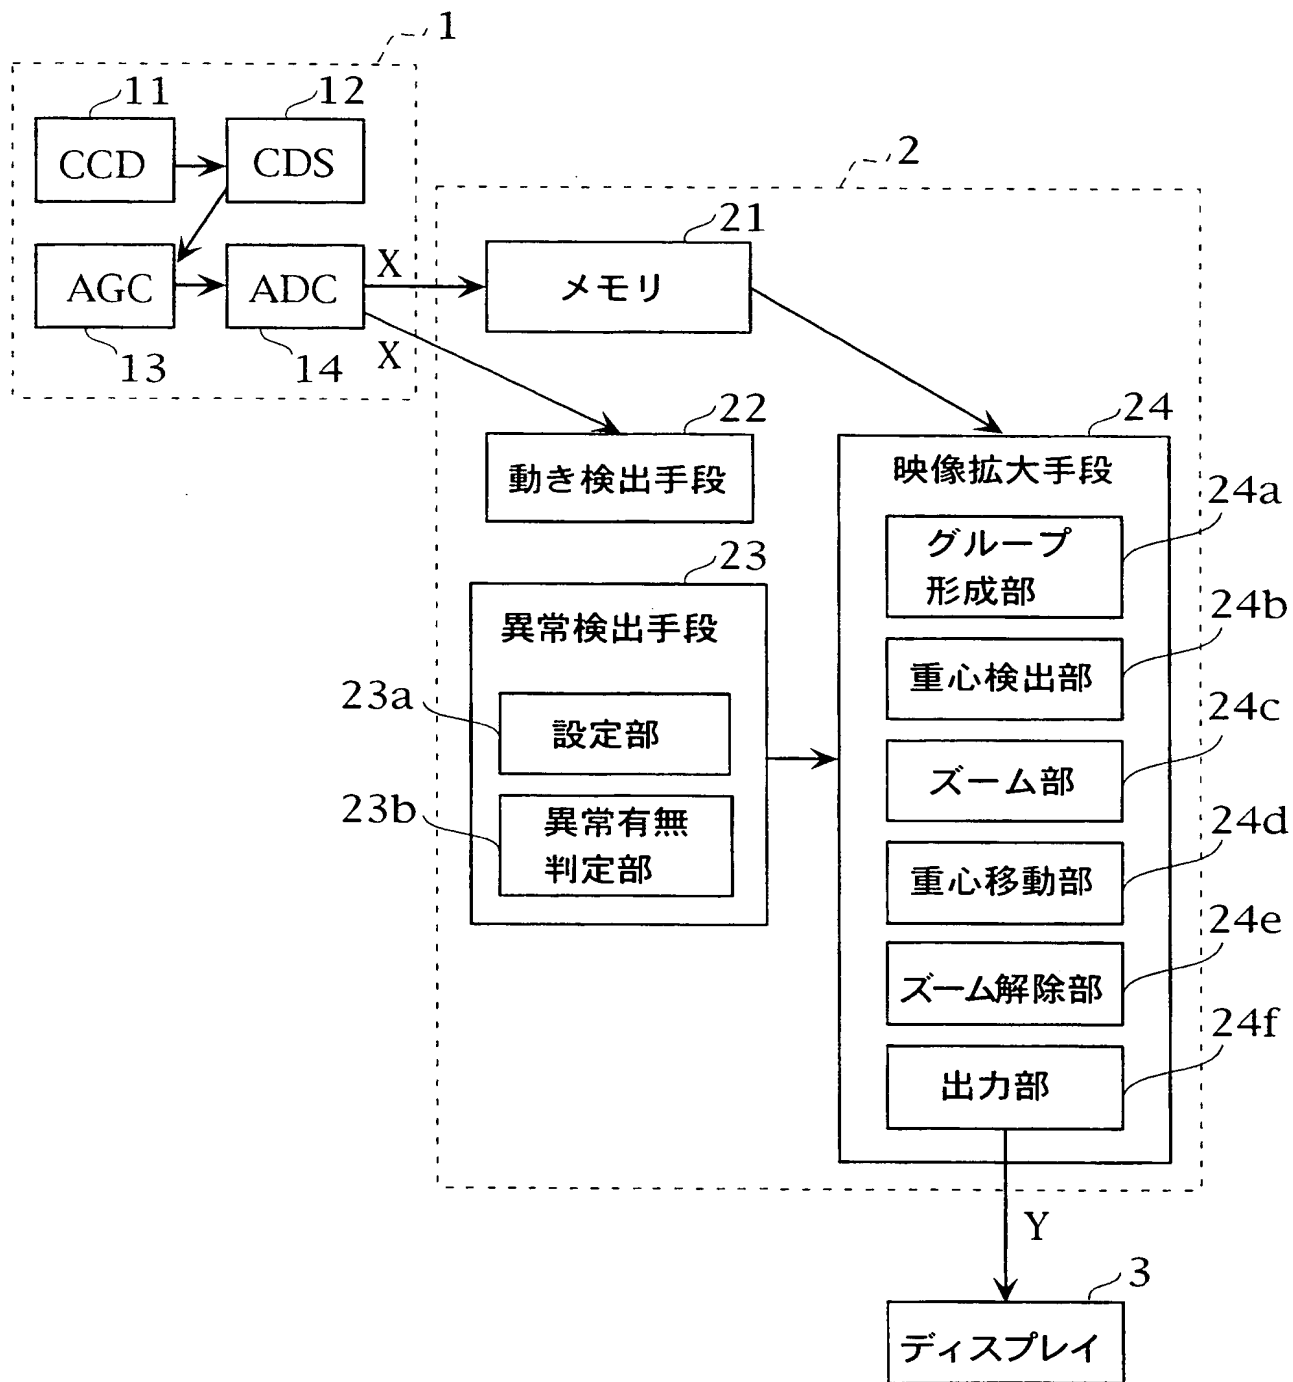 1
11
12
CCD
CDS
AGC
ADC
13
14
X
X
2
21
メモリ
22
動き検出手段
23
異常検出手段
23a
設定部
23b
異常有無
判定部
24
映像拡大手段
24a
グループ
形成部
24b
重心検出部
24c
ズーム部
24d
重心移動部
24e
ズーム解除部
24f
出力部
Y
3
ディスプレイ